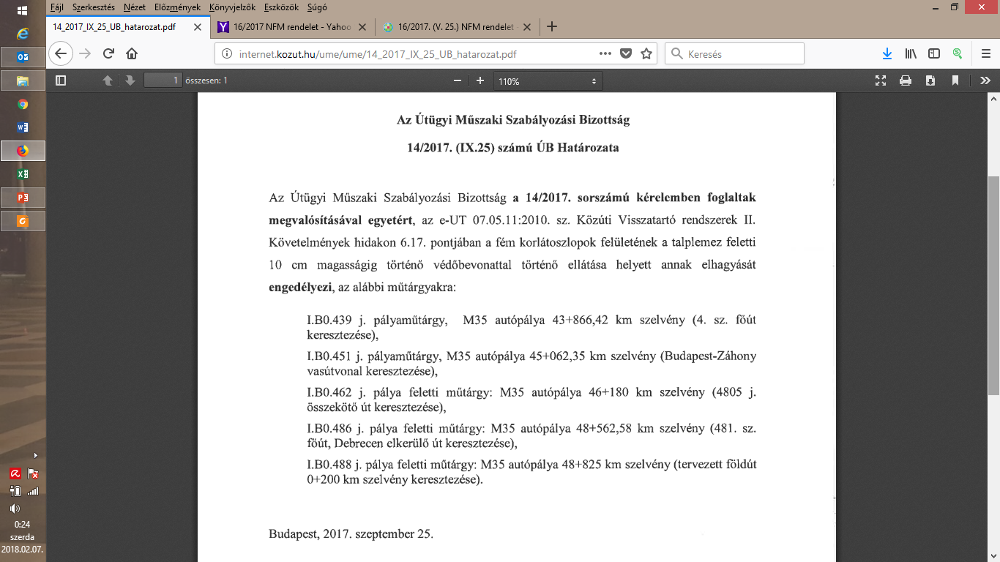 Fájl Szerkesztés Nézet Előzmények Könyvjelzők Eszközök Súgó
14_2017_IX_25_UB_hatarozat.pdf
16/2017 NFM rendelet - Yahoo
16/2017. (V. 25.) NFM rendelet -
internet.kozut.hu/ume/ume/14_2017_IX_25_UB_hatarozat.pdf
Keresés
1 összesen: 1
110%
Az Útügyi Műszaki Szabályozási Bizottság
14/2017. (IX.25) számú ÚB Határozata
Az Útügyi Műszaki Szabályozási Bizottság a 14/2017. sorszámú kérelemben foglaltak
megvalósításával egyetért, az e-UT 07.05.11:2010. sz. Közúti Visszatartó rendszerek II.
Követelmények hidakon 6.17. pontjában a fém korlátoszlopok felületének a talplemez feletti
10 cm magasságig történő védőbevonattal történő ellátása helyett annak elhagyását
engedélyezi, az alábbi műtárgyakra:
I.B0.439 j. pályaműtárgy, M35 autópálya 43+866,42 km szelvény (4. sz. főút
keresztezése),
I.B0.451 j. pályaműtárgy, M35 autópálya 45+062,35 km szelvény (Budapest-Záhony
vasútvonal keresztezése),
I.B0.462 j. pálya feletti műtárgy: M35 autópálya 46+180 km szelvény (4805 j.
összekötő út keresztezése),
I.B0.486 j. pálya feletti műtárgy: M35 autópálya 48+562,58 km szelvény (481. sz.
főút, Debrecen elkerülő út keresztezése),
I.B0.488 j. pálya feletti műtárgy: M35 autópálya 48+825 km szelvény (tervezett földút
0+200 km szelvény keresztezése).
Budapest, 2017. szeptember 25.
0:24
szerda
2018.02.07.